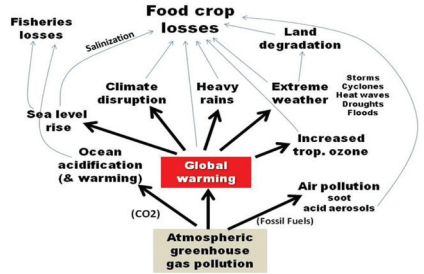 Food crop
losses
Fisheries
losses
Salinization
Land
degradation
Climate
disruption
Heavy
rains
Extreme
weather
Storms
Cyclones
Heat waves
Droughts
Floods
Sea level
rise
Ocean
acidification
(& warming)
Global
warming
Increased
trop. ozone
Air pollution
soot
acid aerosols
(CO2)
(Fossil Fuels)
Atmospheric
greenhouse
gas pollution